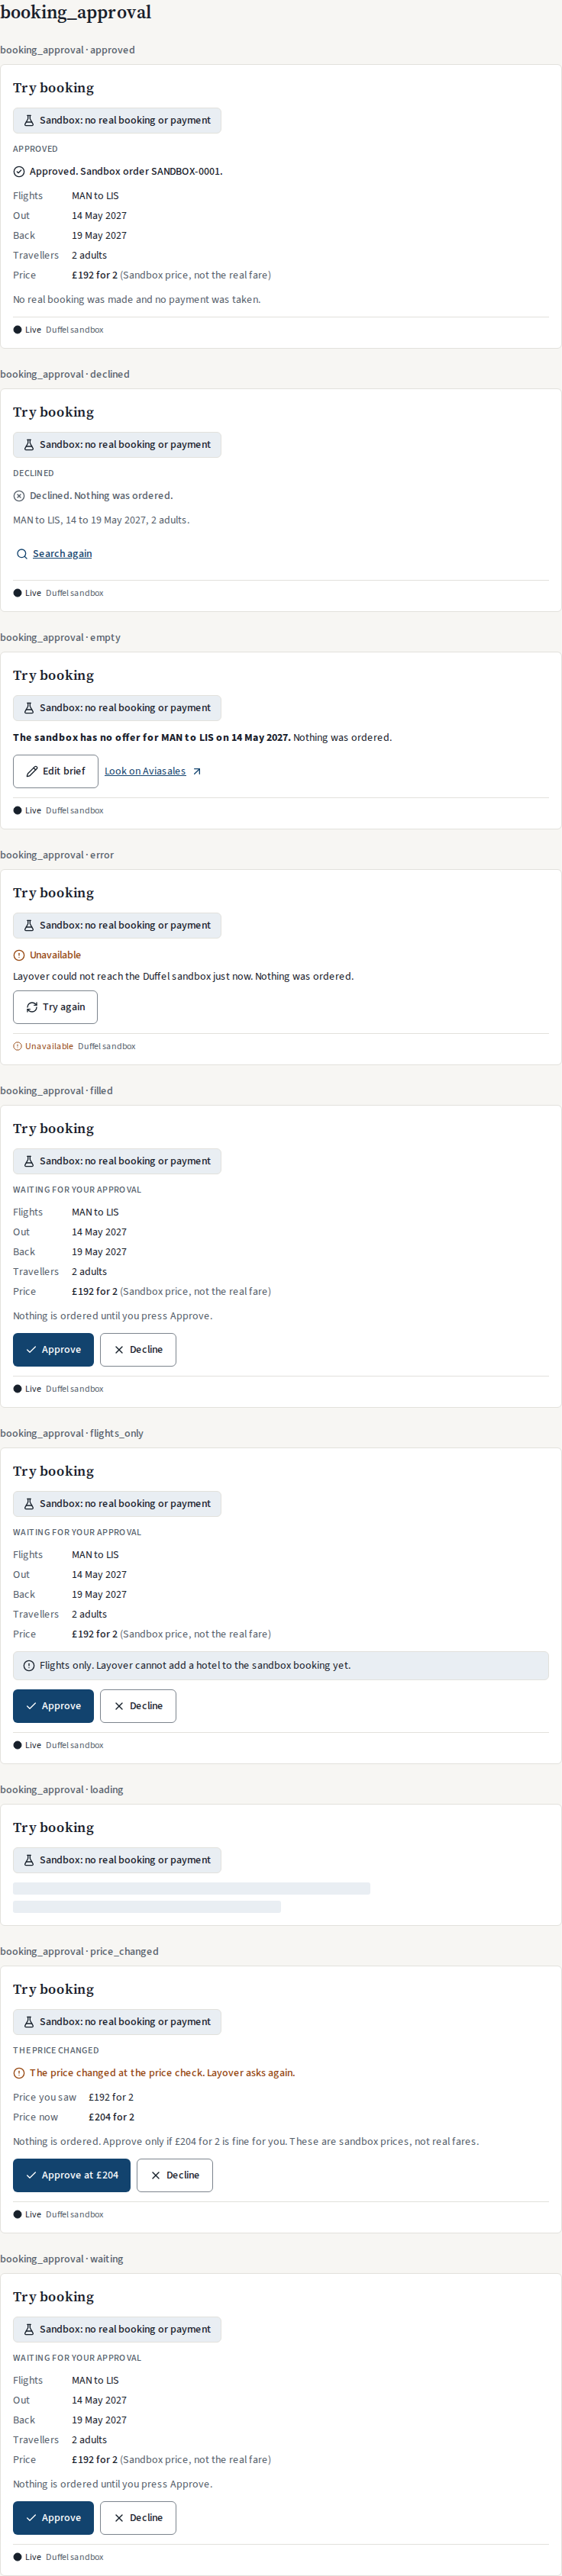 booking_approval
booking_approval · approved
Try booking
Sandbox: no real booking or payment
APPROVED
Approved. Sandbox order SANDBOX-0001.
Flights MAN to LIS
Out 14 May 2027
Back 19 May 2027
Travellers 2 adults
Price £192 for 2 (Sandbox price, not the real fare)
No real booking was made and no payment was taken.
Live Duffel sandbox
booking_approval · declined
Try booking
Sandbox: no real booking or payment
DECLINED
Declined. Nothing was ordered.
MAN to LIS, 14 to 19 May 2027, 2 adults.
Search again
Live Duffel sandbox
booking_approval · empty
Try booking
Sandbox: no real booking or payment
The sandbox has no offer for MAN to LIS on 14 May 2027. Nothing was ordered.
Edit brief Look on Aviasales
Live Duffel sandbox
booking_approval · error
Try booking
Sandbox: no real booking or payment
Unavailable
Layover could not reach the Duffel sandbox just now. Nothing was ordered.
Try again
Unavailable Duffel sandbox
booking_approval · filled
Try booking
Sandbox: no real booking or payment
WAITING FOR YOUR APPROVAL
Flights MAN to LIS
Out 14 May 2027
Back 19 May 2027
Travellers 2 adults
Price £192 for 2 (Sandbox price, not the real fare)
Nothing is ordered until you press Approve.
Approve Decline
Live Duffel sandbox
booking_approval · flights_only
Try booking
Sandbox: no real booking or payment
WAITING FOR YOUR APPROVAL
Flights MAN to LIS
Out 14 May 2027
Back 19 May 2027
Travellers 2 adults
Price £192 for 2 (Sandbox price, not the real fare)
Flights only. Layover cannot add a hotel to the sandbox booking yet.
Approve Decline
Live Duffel sandbox
booking_approval · loading
Try booking
Sandbox: no real booking or payment
booking_approval · price_changed
Try booking
Sandbox: no real booking or payment
THE PRICE CHANGED
The price changed at the price check. Layover asks again.
Price you saw £192 for 2
Price now £204 for 2
Nothing is ordered. Approve only if £204 for 2 is fine for you. These are sandbox prices, not real fares.
Approve at £204 Decline
Live Duffel sandbox
booking_approval · waiting
Try booking
Sandbox: no real booking or payment
WAITING FOR YOUR APPROVAL
Flights MAN to LIS
Out 14 May 2027
Back 19 May 2027
Travellers 2 adults
Price £192 for 2 (Sandbox price, not the real fare)
Nothing is ordered until you press Approve.
Approve Decline
Live Duffel sandbox